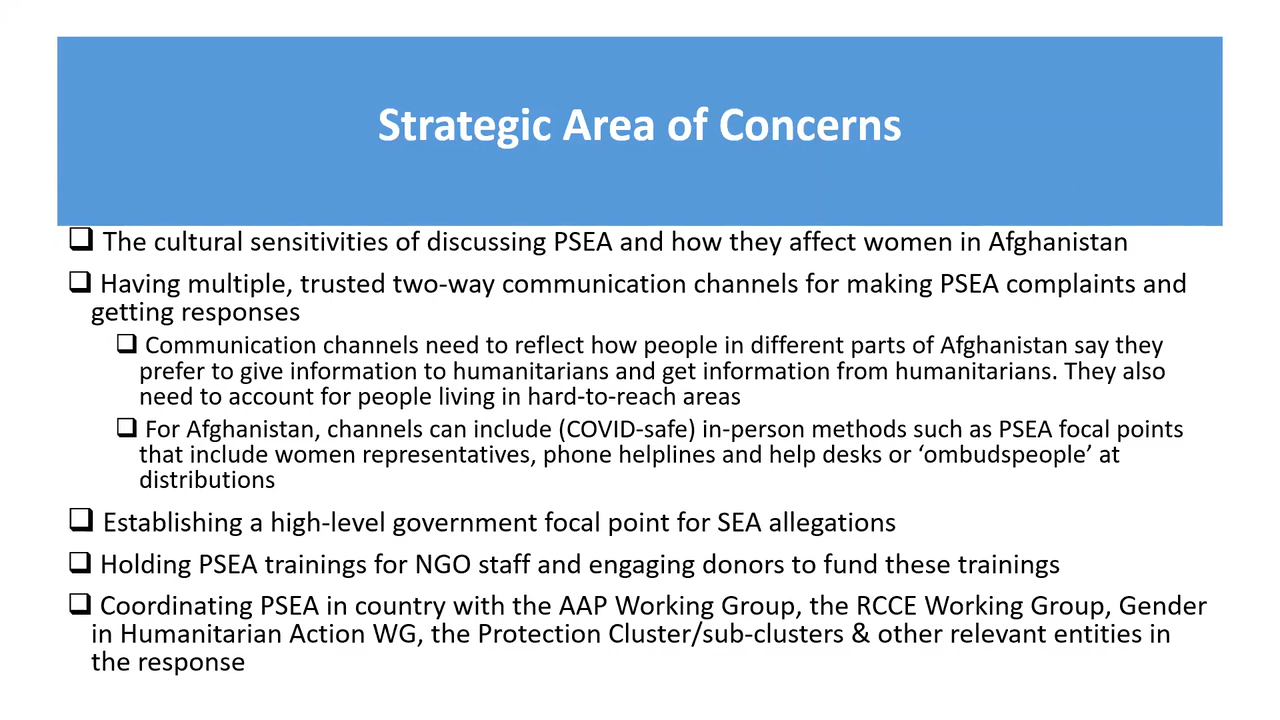 Strategic Area of Concerns
❑ The cultural sensitivities of discussing PSEA and how they affect women in Afghanistan
❑ Having multiple, trusted two-way communication channels for making PSEA complaints and
getting responses
❑ Communication channels need to reflect how people in different parts of Afghanistan say they
prefer to give information to humanitarians and get information from humanitarians. They also
need to account for people living in hard-to-reach areas
❑ For Afghanistan, channels can include (COVID-safe) in-person methods such as PSEA focal points
that include women representatives, phone helplines and help desks or ‘ombudspeople’ at
distributions
❑ Establishing a high-level government focal point for SEA allegations
❑ Holding PSEA trainings for NGO staff and engaging donors to fund these trainings
❑ Coordinating PSEA in country with the AAP Working Group, the RCCE Working Group, Gender
in Humanitarian Action WG, the Protection Cluster/sub-clusters & other relevant entities in
the response